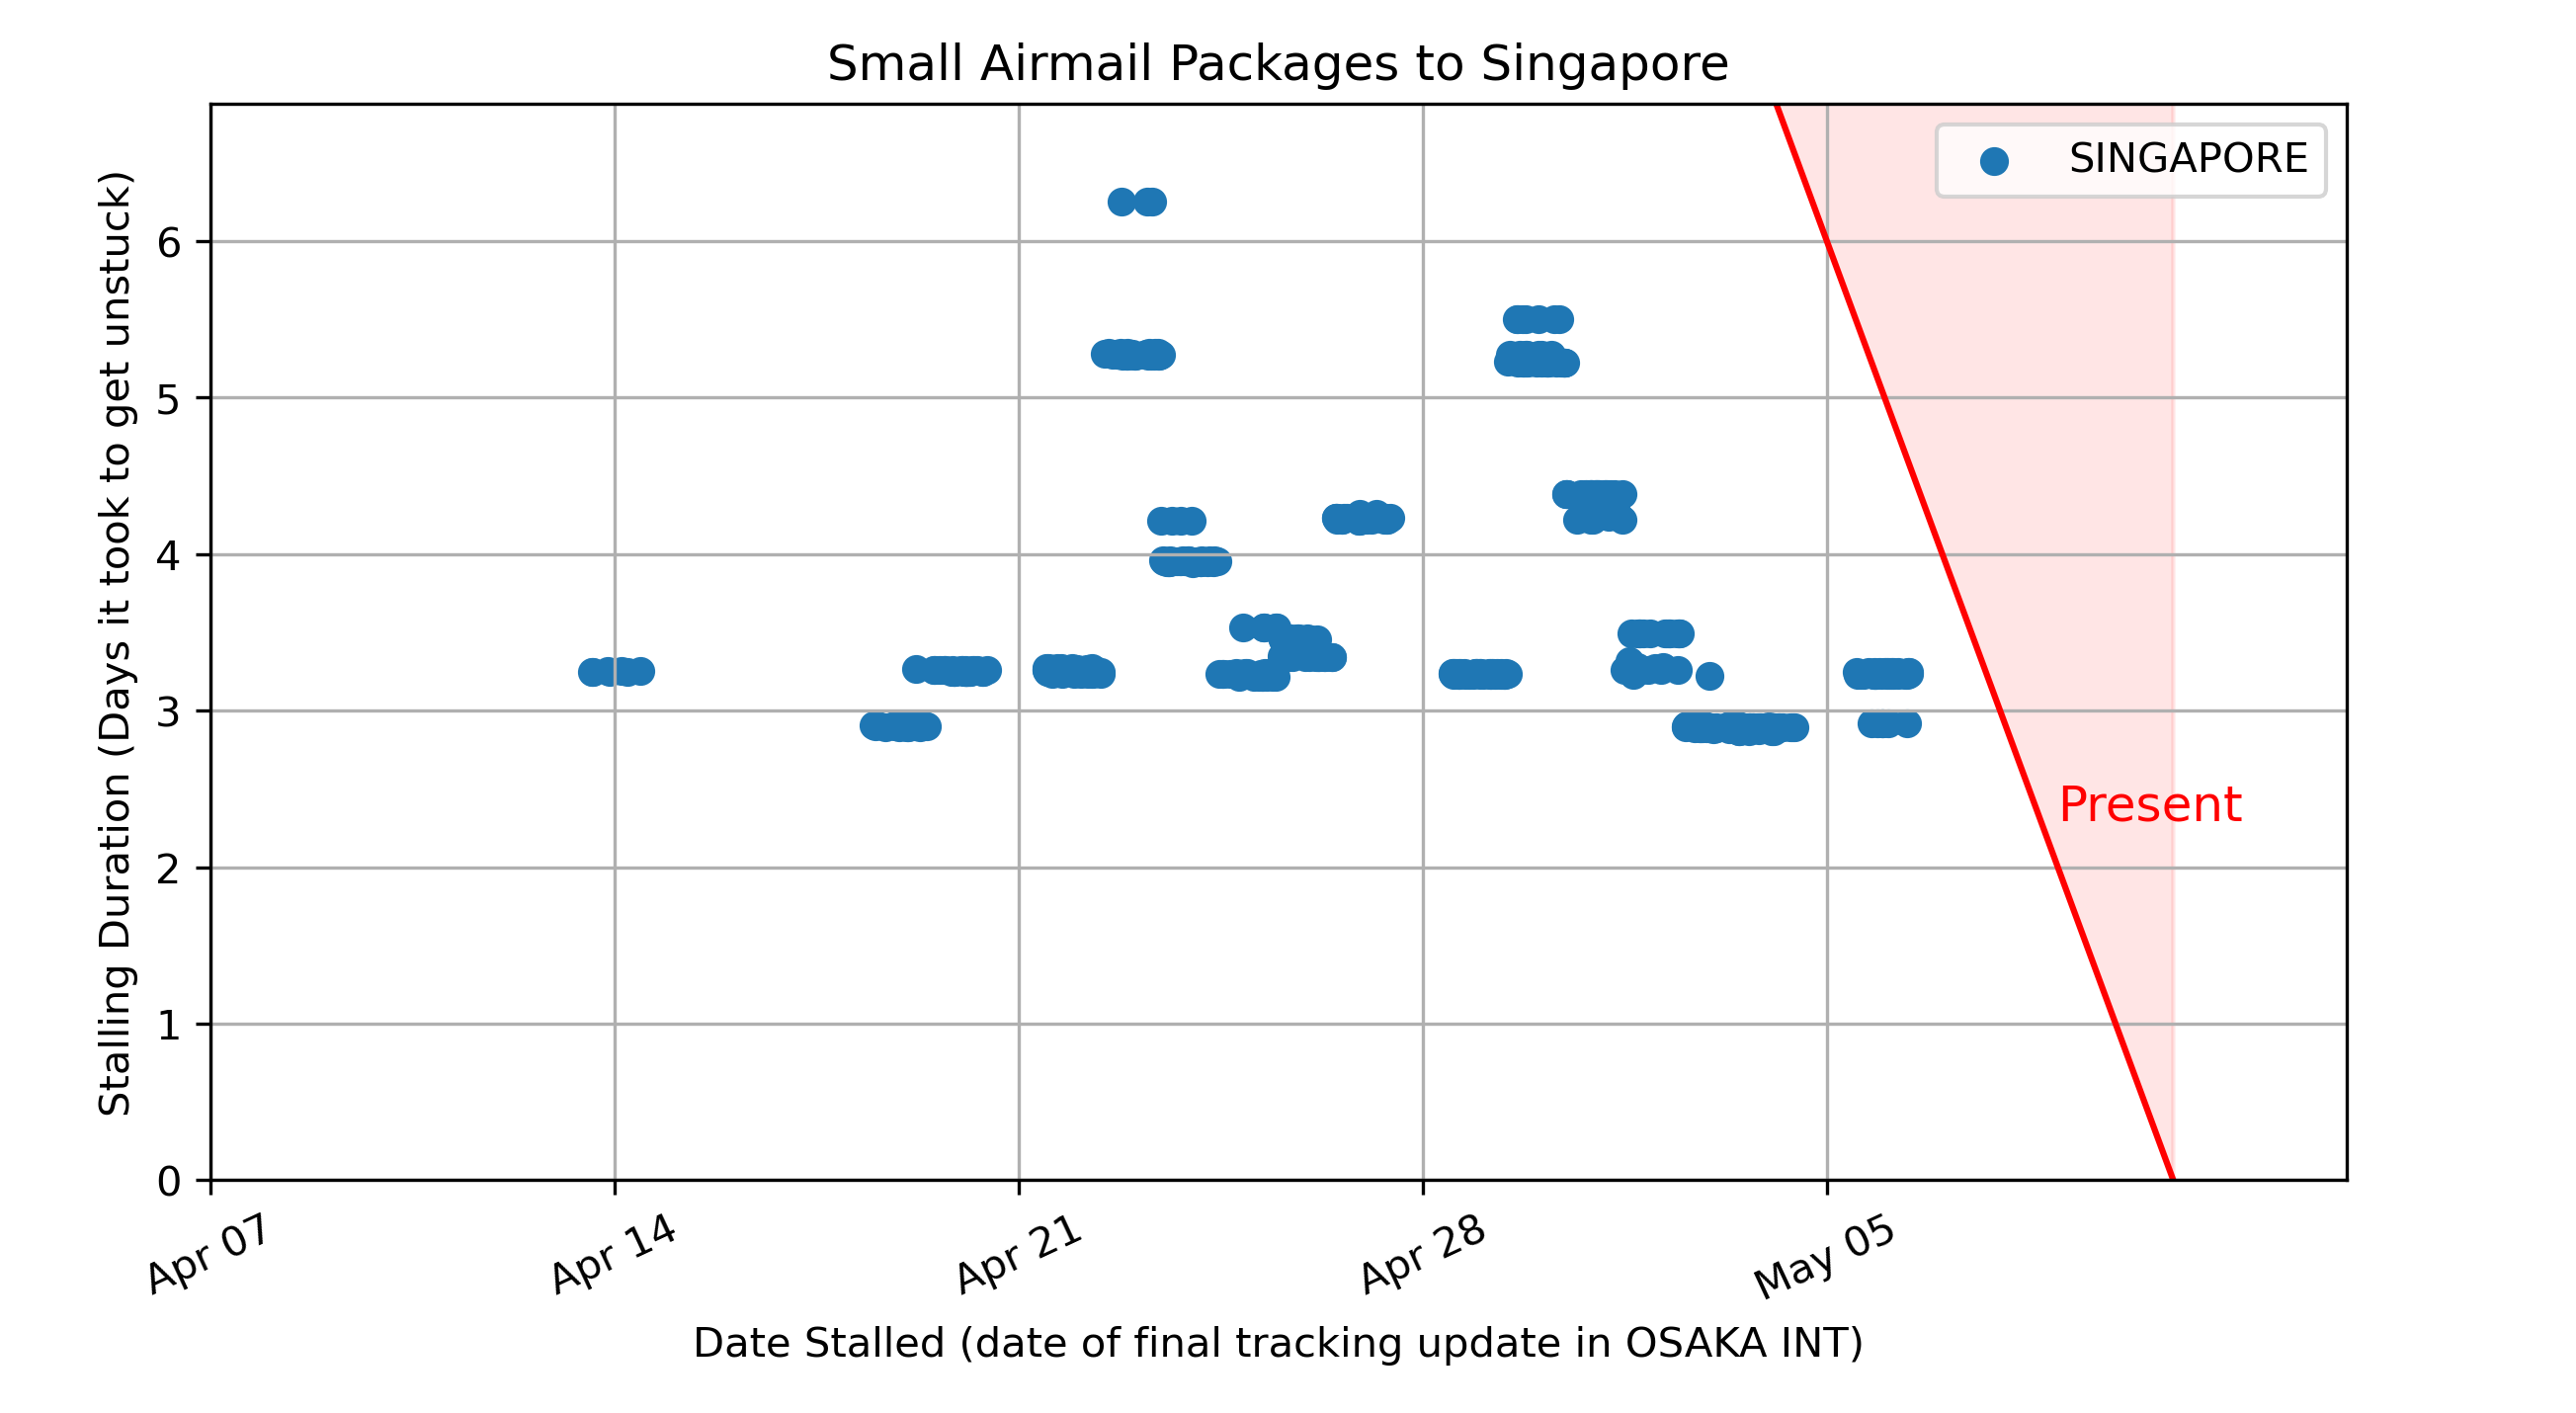 Small Airmail Packages to Singapore
SINGAPORE
Stalling Duration (Days it took to get unstuck)
6
5
4
3
2
1
0
Present
Apr 07
Apr 14
Apr 21
Apr 28
May 05
Date Stalled (date of final tracking update in OSAKA INT)